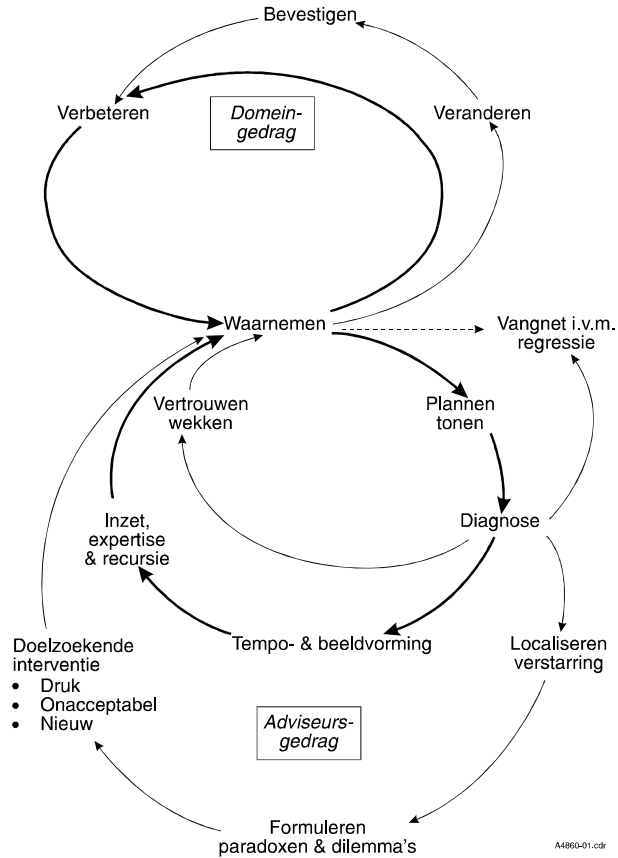 Bevestigen
Verbeteren
Domein-
gedrag
Veranderen
Waarnemen
Vangnet i.v.m.
regressie
Vertrouwen
wekken
Plannen
tonen
Inzet,
expertise
& recursie
Diagnose
Tempo- & beeldvorming
Localiseren
verstarring
Doelzoekende
interventie
• Druk
• Onacceptabel
• Nieuw
Adviseurs-
gedrag
Formuleren
paradoxen & dilemma's
A4860-01.cdr